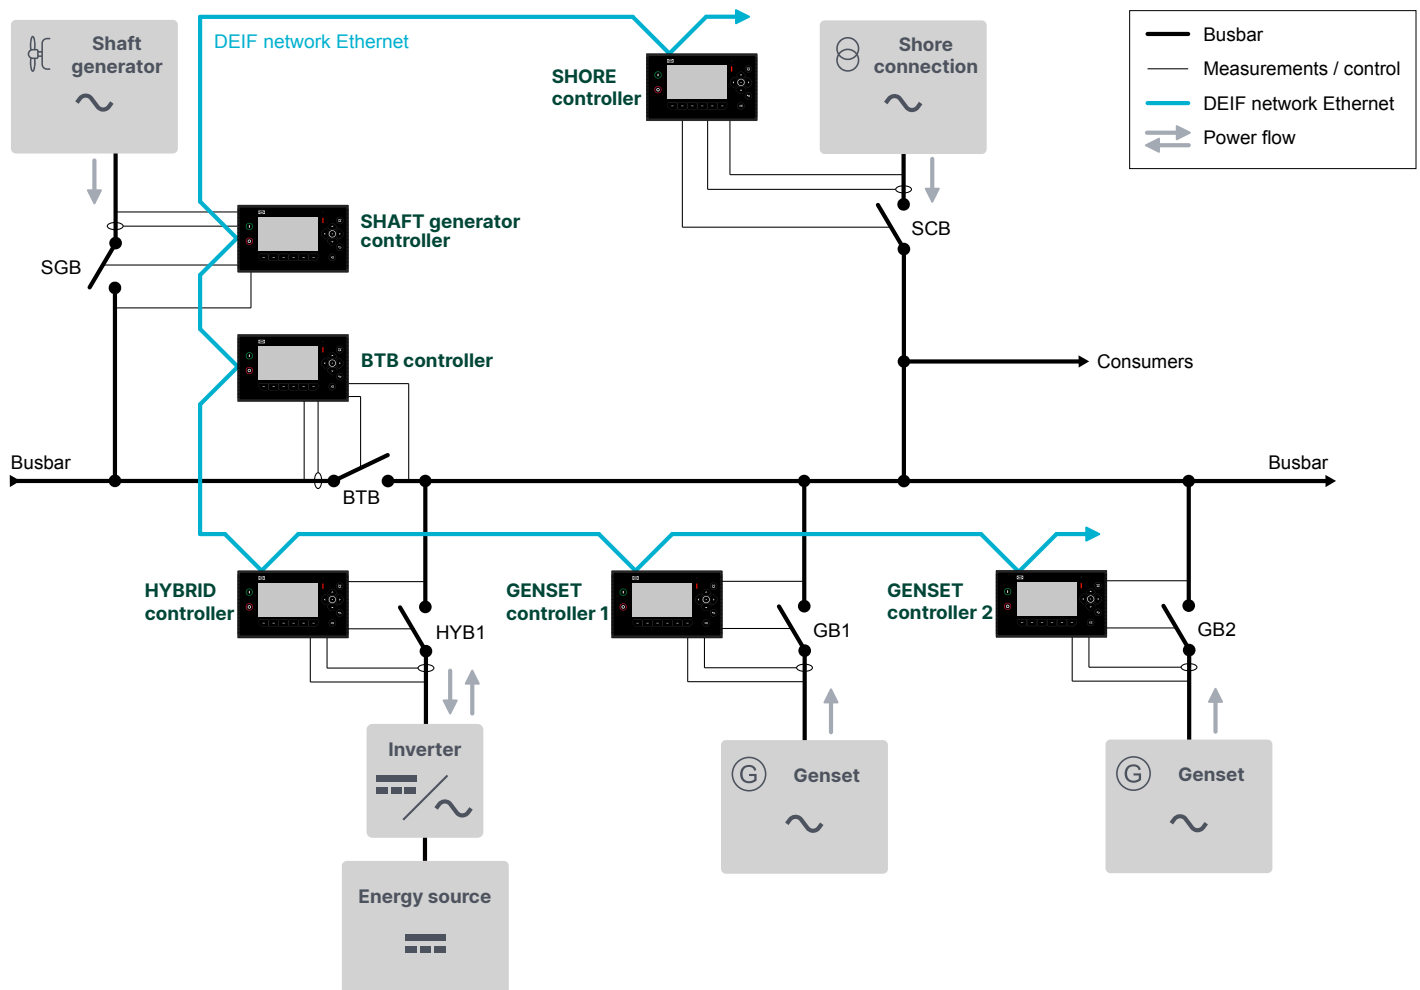 Shaft
generator
DEIF network Ethernet
SHORE
controller
Shore
connection
Busbar
Measurements / control
DEIF network Ethernet
Power flow
SHAFT generator
controller
SGB
SCB
BTB controller
Consumers
Busbar
Busbar
BTB
HYBRID
controller
HYB1
GENSET
controller 1
GB1
GENSET
controller 2
GB2
Inverter
G
Genset
G
Genset
Energy source